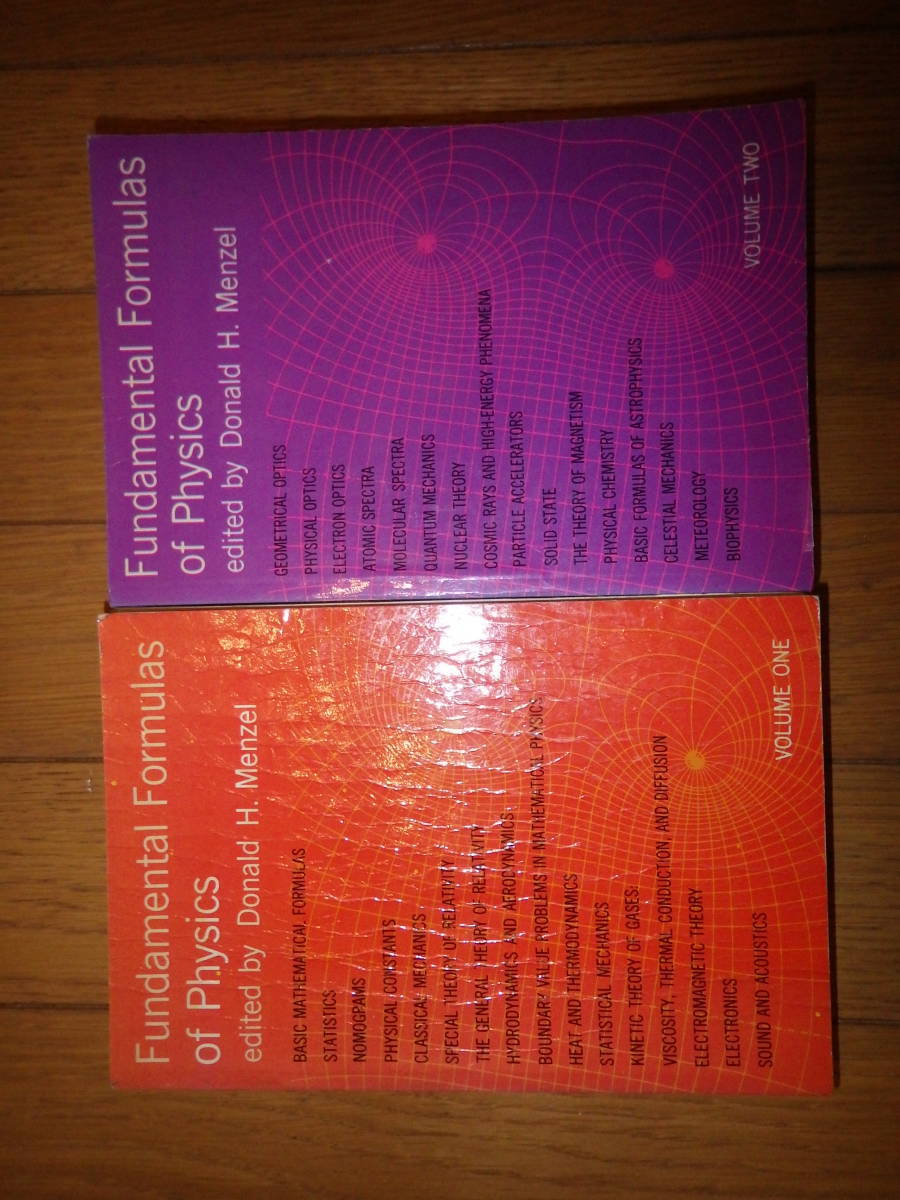 Fundamental Formulas
of Physics
edited by Donald H. Menzel
BASIC MATHEMATICAL FORMULAS
STATISTICS
NOMOGRAMS
PHYSICAL CONSTANTS
CLASSICAL MECHANICS
SPECIAL THEORY OF RELATIVITY
THE GENERAL THEORY OF RELATIVITY
HYDRODYNAMICS AND AERODYNAMICS
BOUNDARY VALUE PROBLEMS IN MATHEMATICAL PHYSICS
HEAT AND THERMODYNAMICS
STATISTICAL MECHANICS
KINETIC THEORY OF GASES:
VISCOSITY, THERMAL CONDUCTION, AND DIFFUSION
ELECTROMAGNETIC THEORY
ELECTRONICS
SOUND AND ACOUSTICS
VOLUME ONE
Fundamental Formulas
of Physics
edited by Donald H. Menzel
GEOMETRICAL OPTICS
PHYSICAL OPTICS
ELECTRON OPTICS
ATOMIC SPECTRA
MOLECULAR SPECTRA
QUANTUM MECHANICS
NUCLEAR THEORY
COSMIC RAYS AND HIGH-ENERGY PHENOMENA
PARTICLE ACCELERATORS
SOLID STATE
THE THEORY OF MAGNETISM
PHYSICAL CHEMISTRY
BASIC FORMULAS OF ASTROPHYSICS
CELESTIAL MECHANICS
METEOROLOGY
BIOPHYSICS
VOLUME TWO